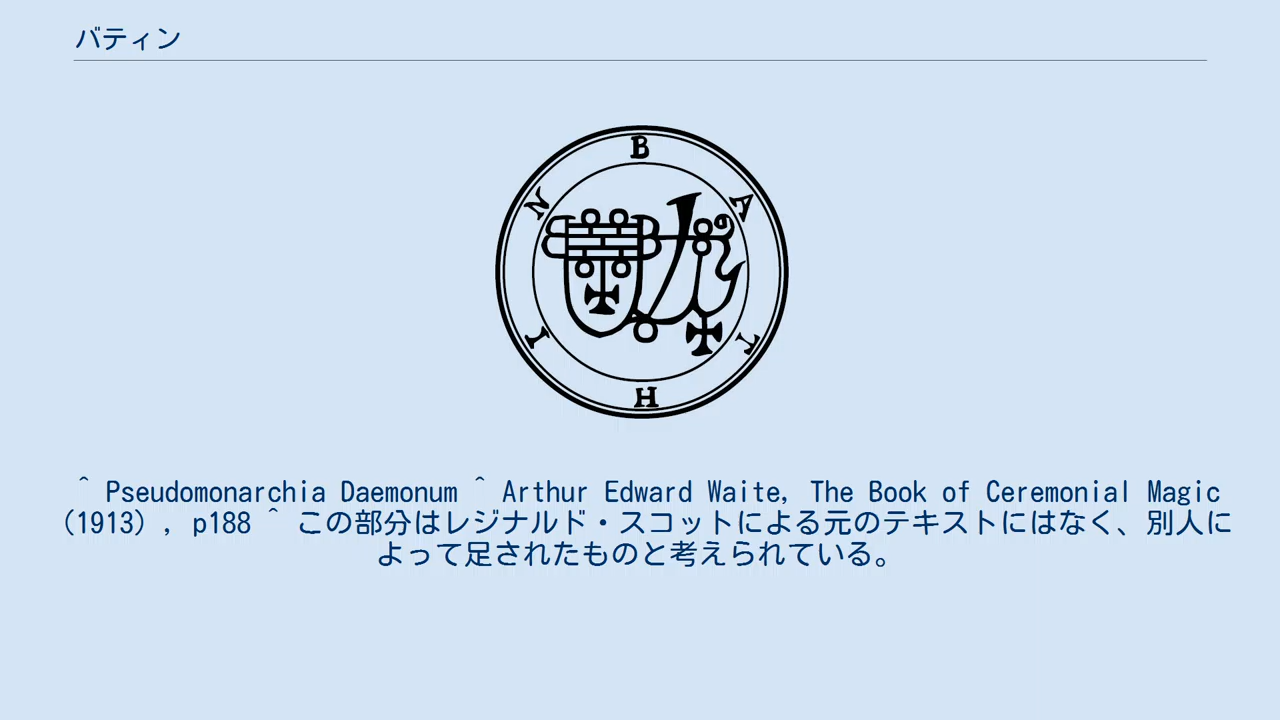 バティン
B A T H I N
^ Pseudomonarchia Daemonum ^ Arthur Edward Waite, The Book of Ceremonial Magic
(1913) , p188 ^ この部分はレジナルド・スコットによる元のテキストにはなく、別人に
よって足されたものと考えられている。